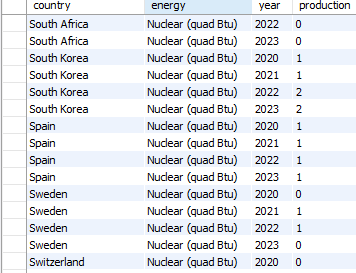 country energy year production
South Africa Nuclear (quad Btu) 2022 0
South Africa Nuclear (quad Btu) 2023 0
South Korea Nuclear (quad Btu) 2020 1
South Korea Nuclear (quad Btu) 2021 1
South Korea Nuclear (quad Btu) 2022 2
South Korea Nuclear (quad Btu) 2023 2
Spain Nuclear (quad Btu) 2020 1
Spain Nuclear (quad Btu) 2021 1
Spain Nuclear (quad Btu) 2022 1
Spain Nuclear (quad Btu) 2023 1
Sweden Nuclear (quad Btu) 2020 0
Sweden Nuclear (quad Btu) 2021 1
Sweden Nuclear (quad Btu) 2022 1
Sweden Nuclear (quad Btu) 2023 0
Switzerland Nuclear (quad Btu) 2020 0